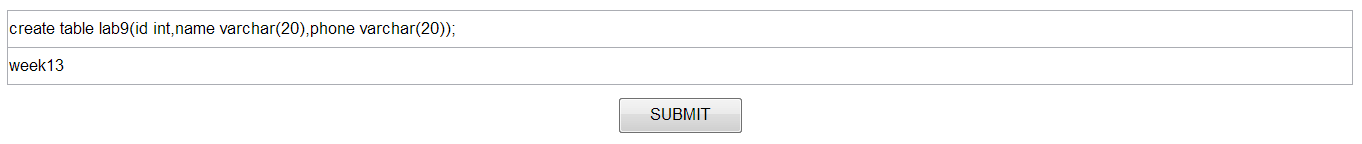 create table lab9(id int,name varchar(20),phone varchar(20));
week13
SUBMIT